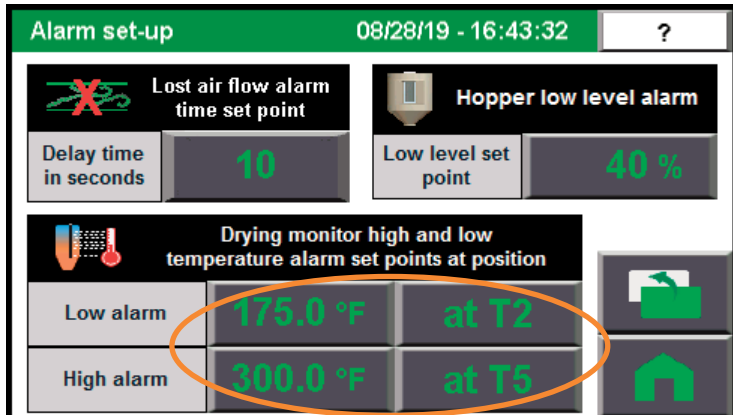 Alarm set-up 08/28/19 - 16:43:32 ?
Lost air flow alarm
time set point
Delay time
in seconds
10
Hopper low level alarm
Low level set
point
40 %
Drying monitor high and low
temperature alarm set points at position
Low alarm 175.0 °F at T2
High alarm 300.0 °F at T5